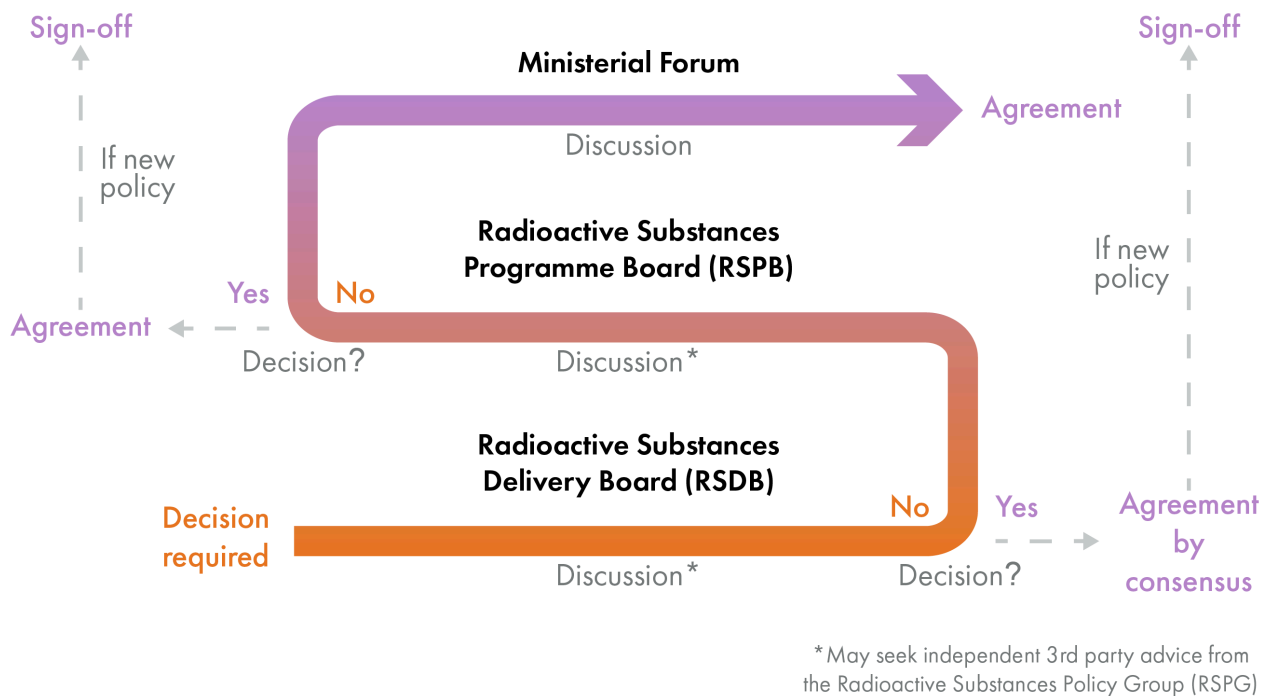 Sign-off
Sign-off
Ministerial Forum
Agreement
Discussion
If new
policy
Radioactive Substances
Programme Board (RSPB)
If new
policy
Yes
No
Agreement
Decision?
Discussion*
Radioactive Substances
Delivery Board (RSDB)
Decision
required
No
Yes
Agreement
by
consensus
Discussion*
Decision?
*May seek independent 3rd party advice from
the Radioactive Substances Policy Group (RSPG)